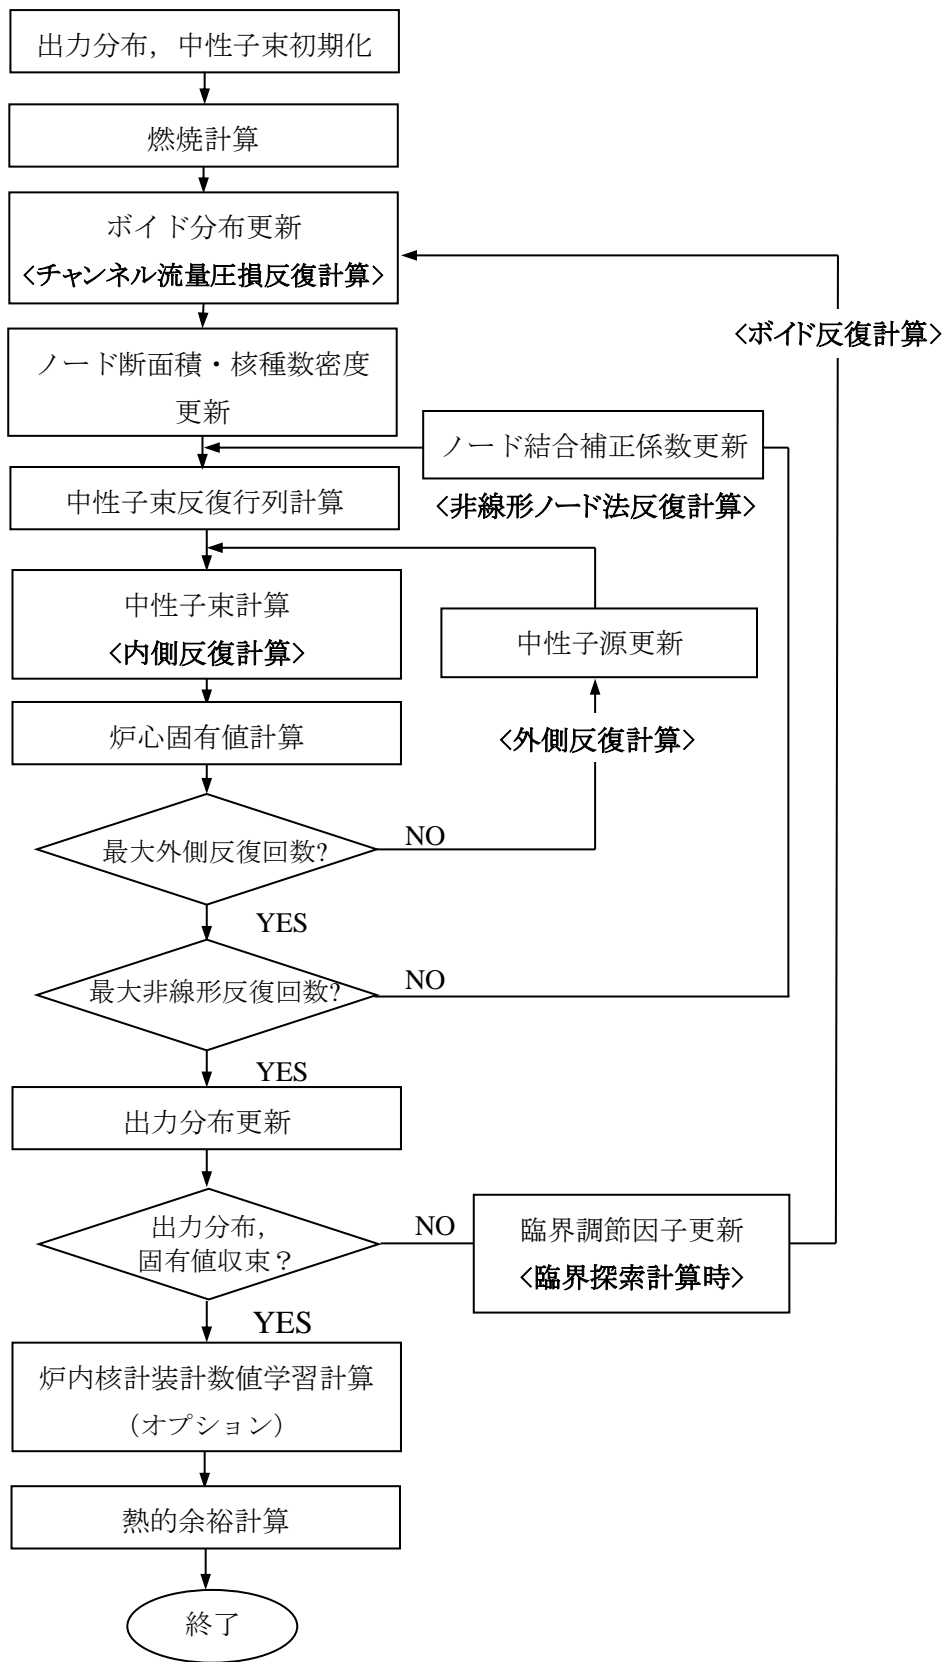 出力分布，中性子束初期化
燃焼計算
ボイド分布更新
<チャンネル流量圧損反復計算>
<ボイド反復計算>
ノード断面積・核種数密度
更新
ノード結合補正係数更新
<非線形ノード法反復計算>
中性子束反復行列計算
中性子束計算
<内側反復計算>
中性子源更新
炉心固有値計算
<外側反復計算>
最大外側反復回数?
NO
YES
最大非線形反復回数?
NO
YES
出力分布更新
出力分布，
固有値収束？
NO
臨界調節因子更新
<臨界探索計算時>
YES
炉内核計装計数値学習計算
（オプション）
熱的余裕計算
終了